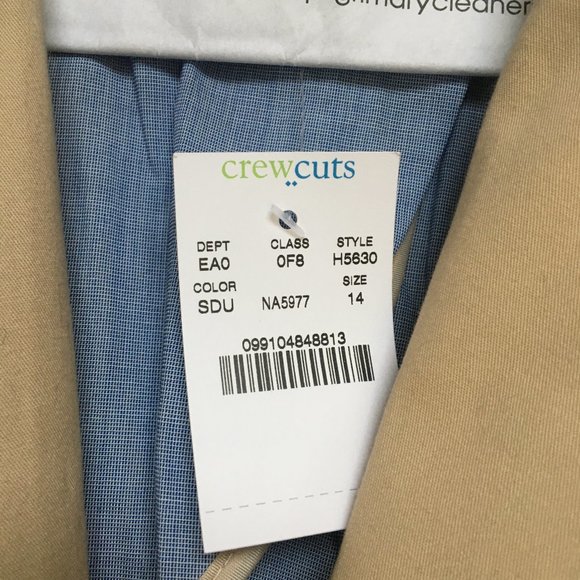 crewcuts
DEPT CLASS STYLE
EA0 0F8 H5630
COLOR SIZE
SDU NA5977 14
099104848813